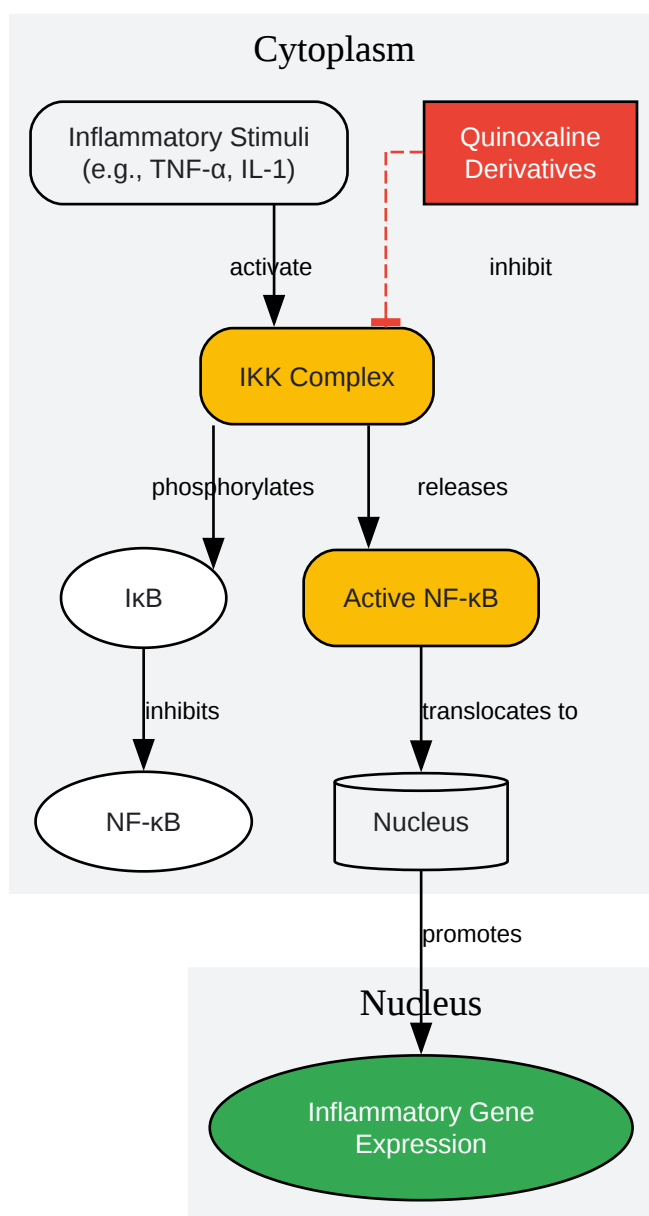 Cytoplasm
Inflammatory Stimuli
(e.g., TNF-α, IL-1)
Quinoxaline
Derivatives
activate
inhibit
IKK Complex
phosphorylates
releases
IκB
Active NF-κB
inhibits
translocates to
NF-κB
Nucleus
promotes
Nucleus
Inflammatory Gene
Expression